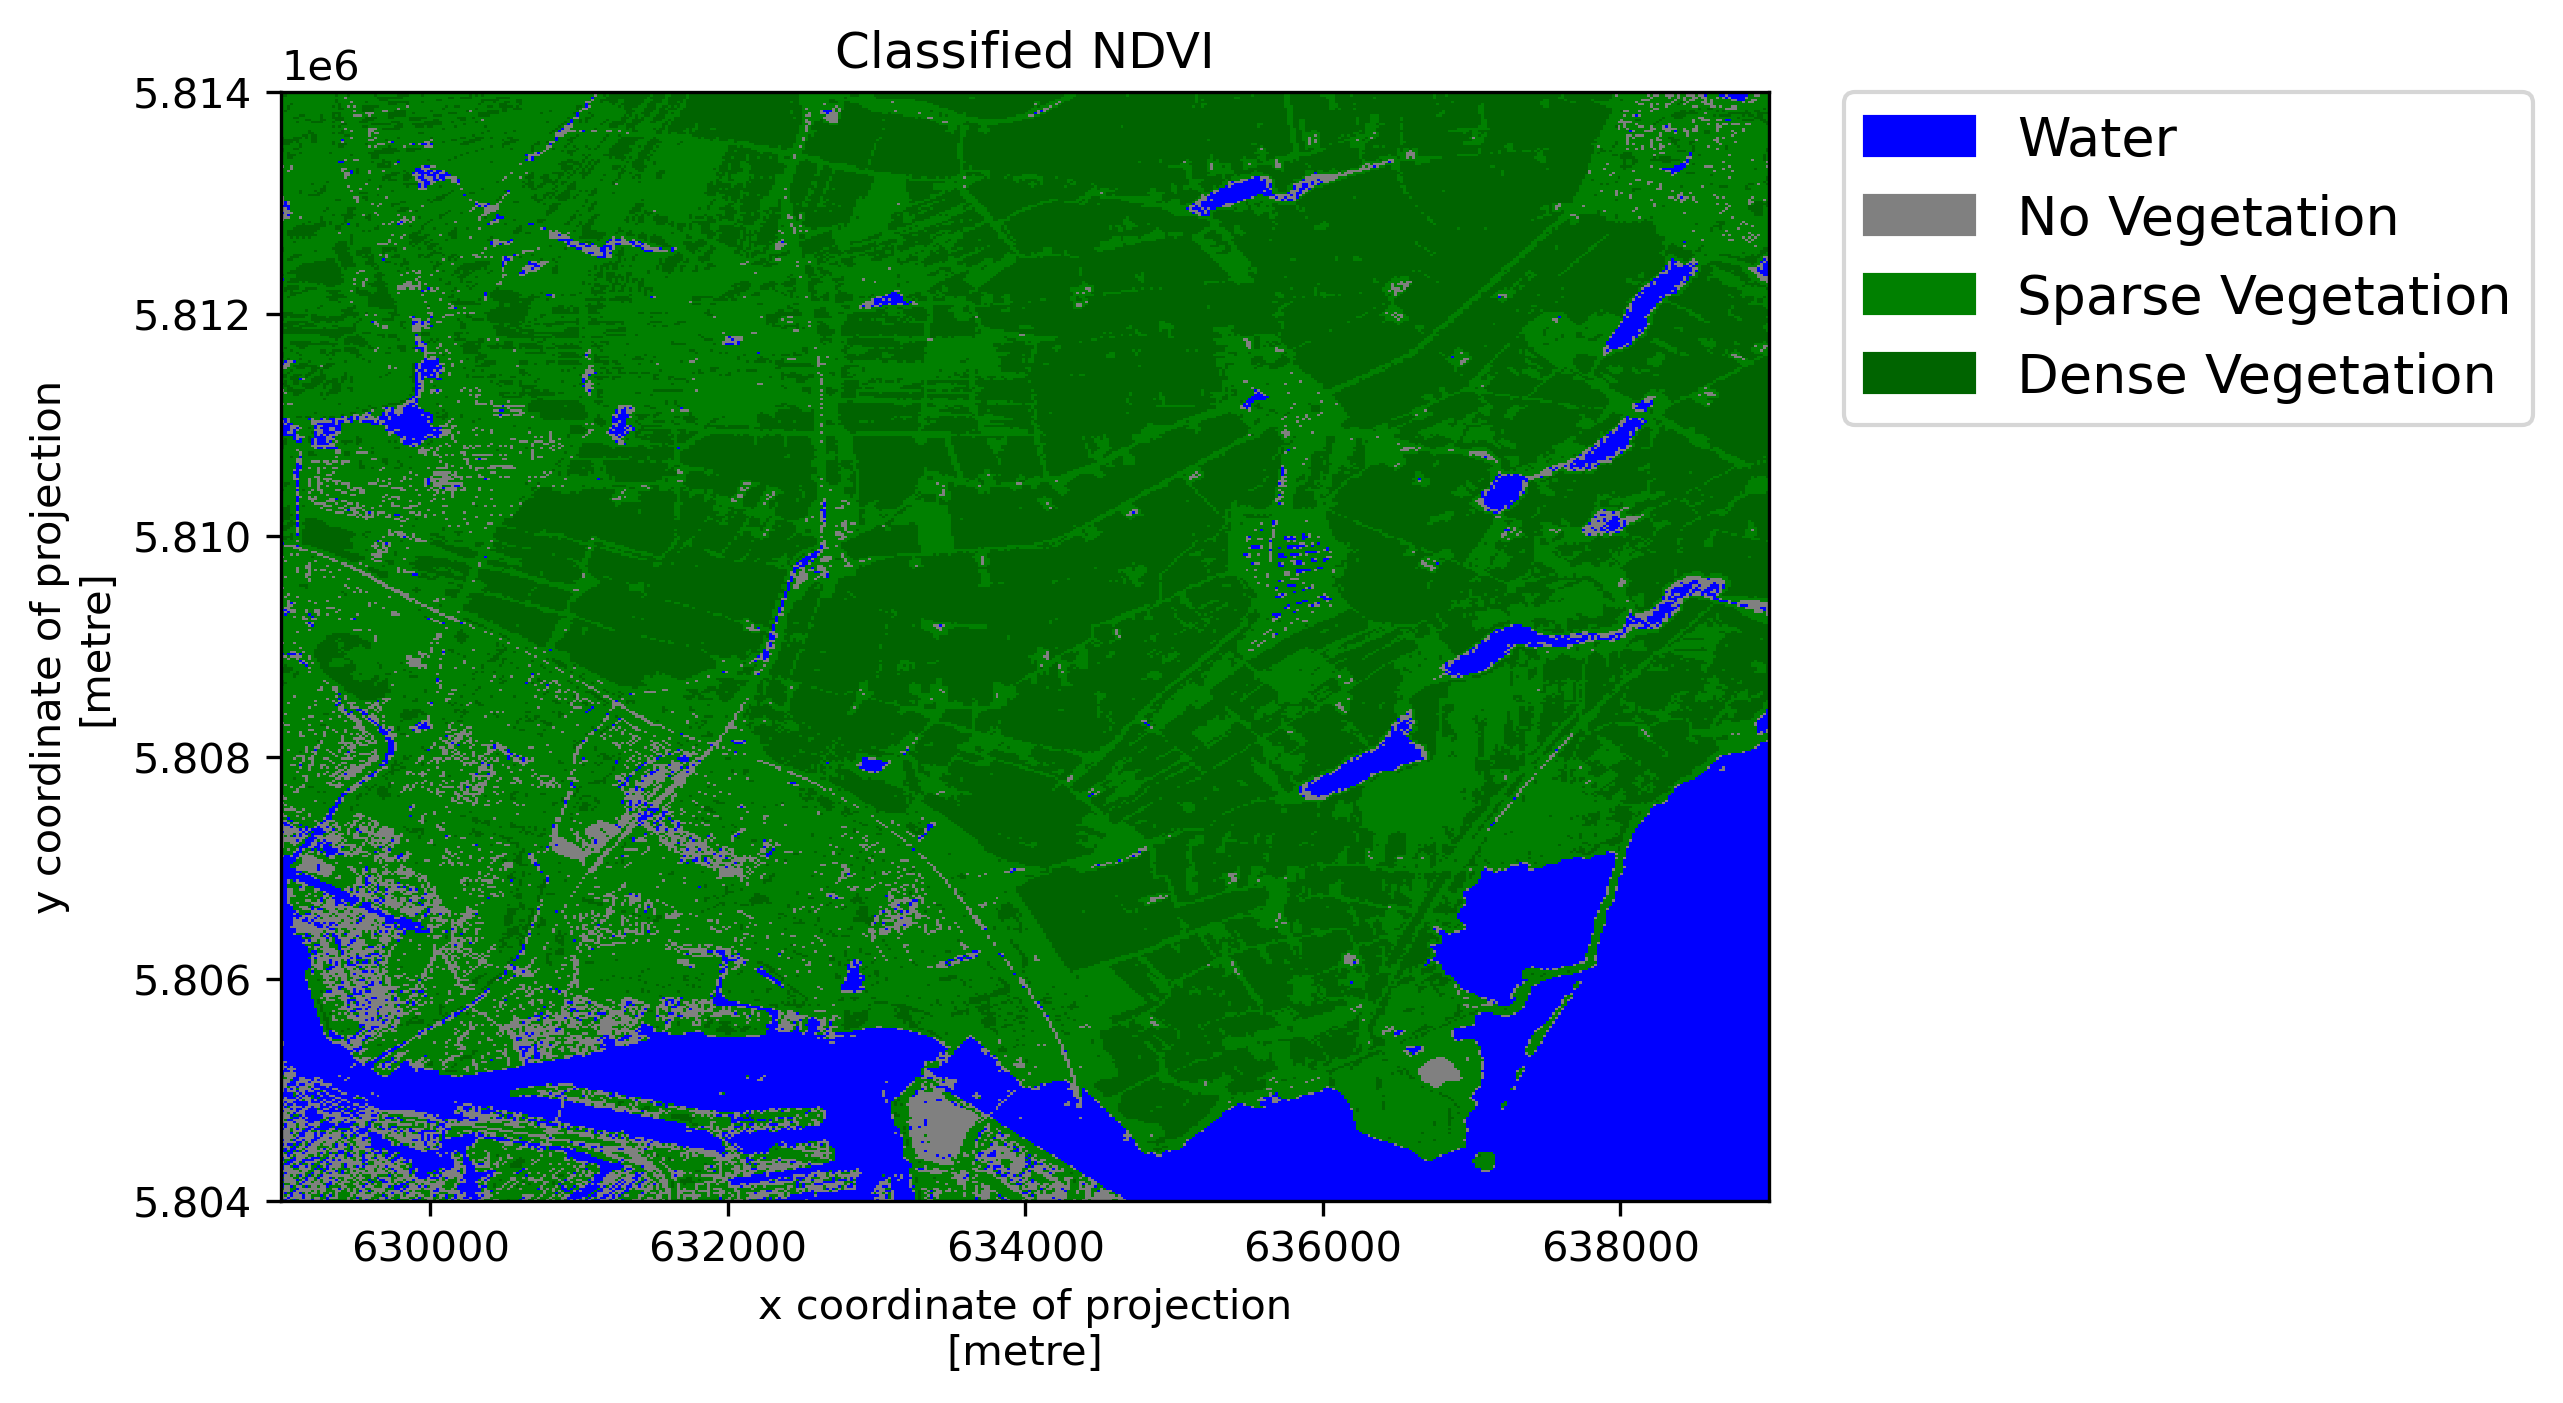 Classified NDVI
1e6
5.814
5.812
5.810
5.808
5.806
5.804
y coordinate of projection
[metre]
630000 632000 634000 636000 638000
x coordinate of projection
[metre]
Water
No Vegetation
Sparse Vegetation
Dense Vegetation